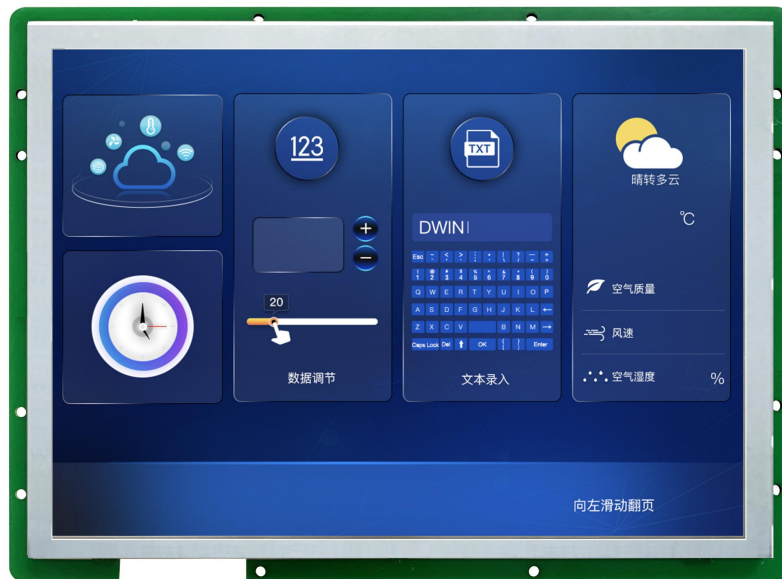 123
20
数据调节
TXT
DWIN
Esc
Q W E R T Y U I O P
A S D F G H J K L ←
Z X C V B N M →
Caps Lock Del ↑ OK { } Enter
文本录入
晴转多云
℃
空气质量
风速
空气湿度 %
向左滑动翻页